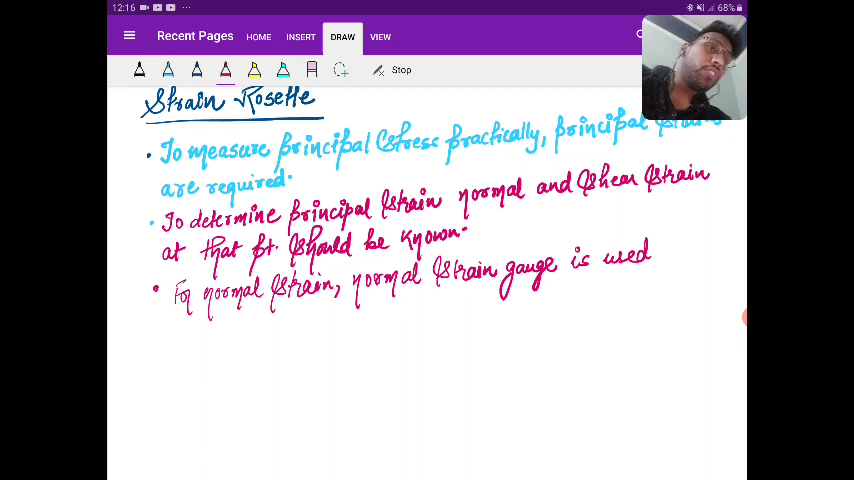 12:16
68%
Recent Pages HOME INSERT DRAW VIEW
Stop
Strain Rosette
• To measure principal stress practically, principal strains
are required.
• To determine principal strain normal and shear strain
at that pt. should be known.
• For normal strain, normal strain gauge is used